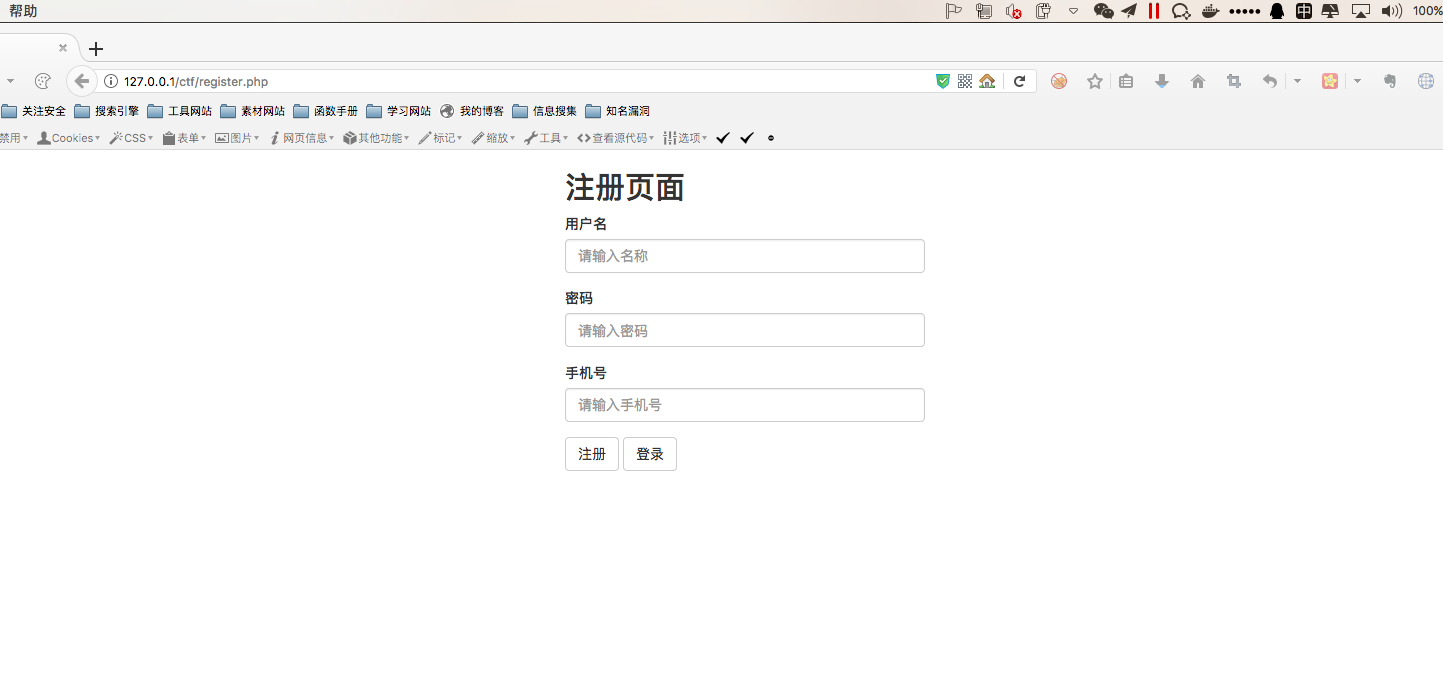 帮助
100%
127.0.0.1/ctf/register.php
关注安全 搜索引擎 工具网站 素材网站 函数手册 学习网站 我的博客 信息搜集 知名漏洞
禁用 Cookies CSS 表单 图片 网页信息 其他功能 标记 缩放 工具 查看源代码 选项
注册页面
用户名
请输入名称
密码
请输入密码
手机号
请输入手机号
注册 登录